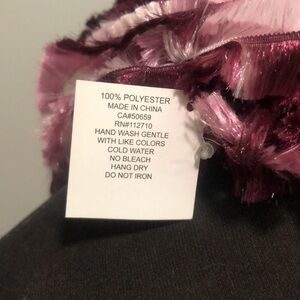 100% POLYESTER
MADE IN CHINA
CA#50659
RN#112710
HAND WASH GENTLE
WITH LIKE COLORS
COLD WATER
NO BLEACH
HANG DRY
DO NOT IRON